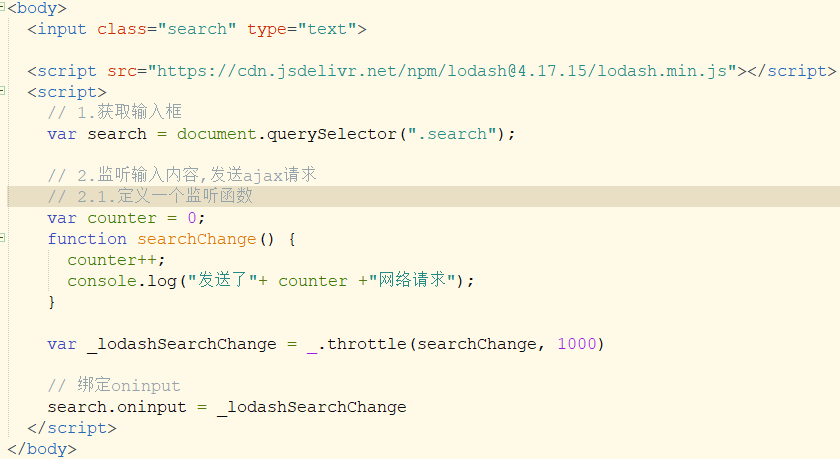 <body>
<input class="search" type="text">
<script src="https://cdn.jsdelivr.net/npm/lodash@4.17.15/lodash.min.js"></script>
<script>
// 1.获取输入框
var search = document.querySelector(".search");
// 2.监听输入内容,发送ajax请求
// 2.1.定义一个监听函数
var counter = 0;
function searchChange() {
counter++;
console.log("发送了"+ counter +"网络请求");
}
var _lodashSearchChange = _.throttle(searchChange, 1000)
// 绑定oninput
search.oninput = _lodashSearchChange
</script>
</body>